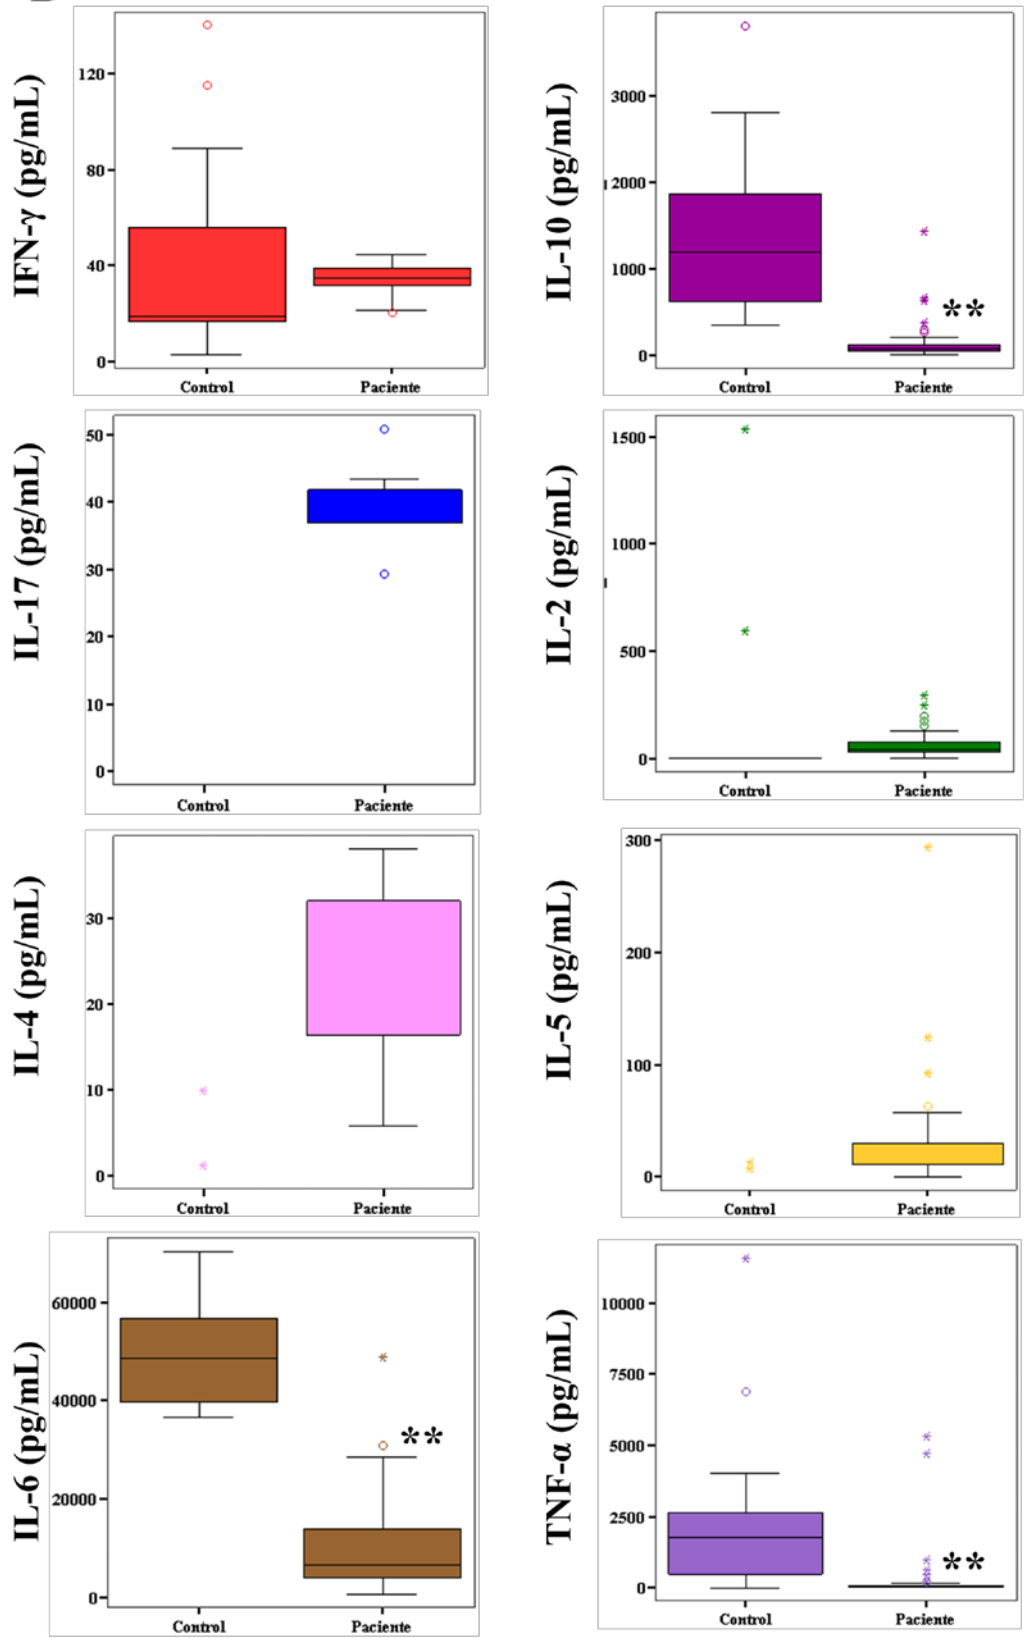 IFN-γ (pg/mL)
120
80
40
0
Control Paciente
IL-10 (pg/mL)
3000
2000
1000
0
**
Control Paciente
IL-17 (pg/mL)
50
40
30
20
10
0
Control Paciente
IL-2 (pg/mL)
1500
1000
500
0
Control Paciente
IL-4 (pg/mL)
30
20
10
0
Control Paciente
IL-5 (pg/mL)
300
200
100
0
Control Paciente
IL-6 (pg/mL)
60000
40000
20000
0
**
Control Paciente
TNF-α (pg/mL)
10000
7500
5000
2500
0
**
Control Paciente